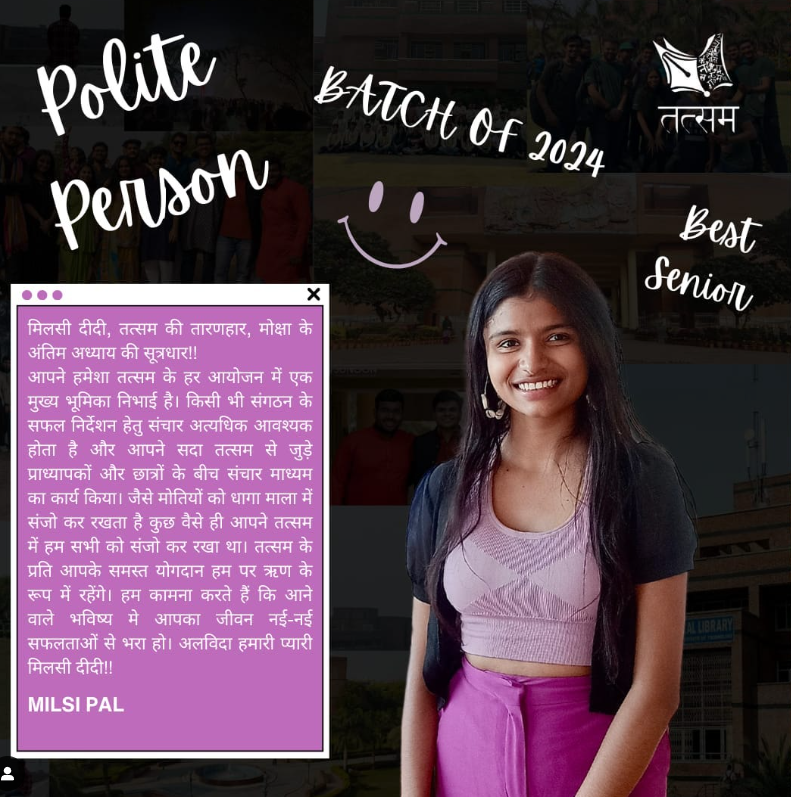 Polite
Person
BATCH OF 2024
तत्सम
Best
Senior
मिलसी दीदी, तत्सम की तारणहार, मोक्षा के
अंतिम अध्याय की सूत्रधार!!
आपने हमेशा तत्सम के हर आयोजन में एक
मुख्य भूमिका निभाई है। किसी भी संगठन के
सफल निर्देशन हेतु संचार अत्यधिक आवश्यक
होता है और आपने सदा तत्सम से जुड़े
प्राध्यापकों और छात्रों के बीच संचार माध्यम
का कार्य किया। जैसे मोतियों को धागा माला में
संजो कर रखता है कुछ वैसे ही आपने तत्सम
में हम सभी को संजो कर रखा था। तत्सम के
प्रति आपके समस्त योगदान हम पर ऋण के
रूप में रहेंगे। हम कामना करते हैं कि आने
वाले भविष्य मे आपका जीवन नई-नई
सफलताओं से भरा हो। अलविदा हमारी प्यारी
मिलसी दीदी!!
MILSI PAL
LIBRARY